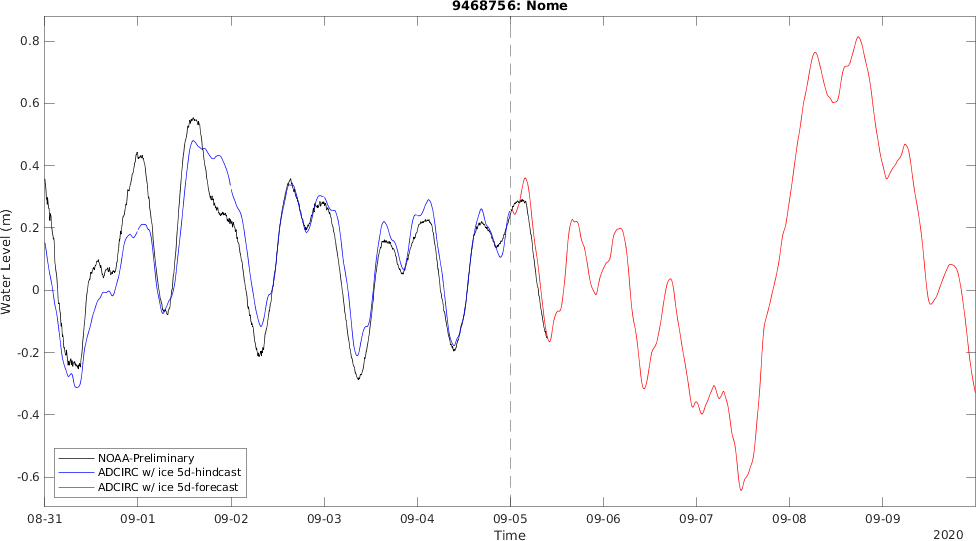 9468756: Nome
0.8
0.6
0.4
0.2
0
-0.2
-0.4
-0.6
Water Level (m)
NOAA-Preliminary
ADCIRC w/ ice 5d-hindcast
ADCIRC w/ ice 5d-forecast
08-31 09-01 09-02 09-03 09-04 09-05 09-06 09-07 09-08 09-09
Time
2020